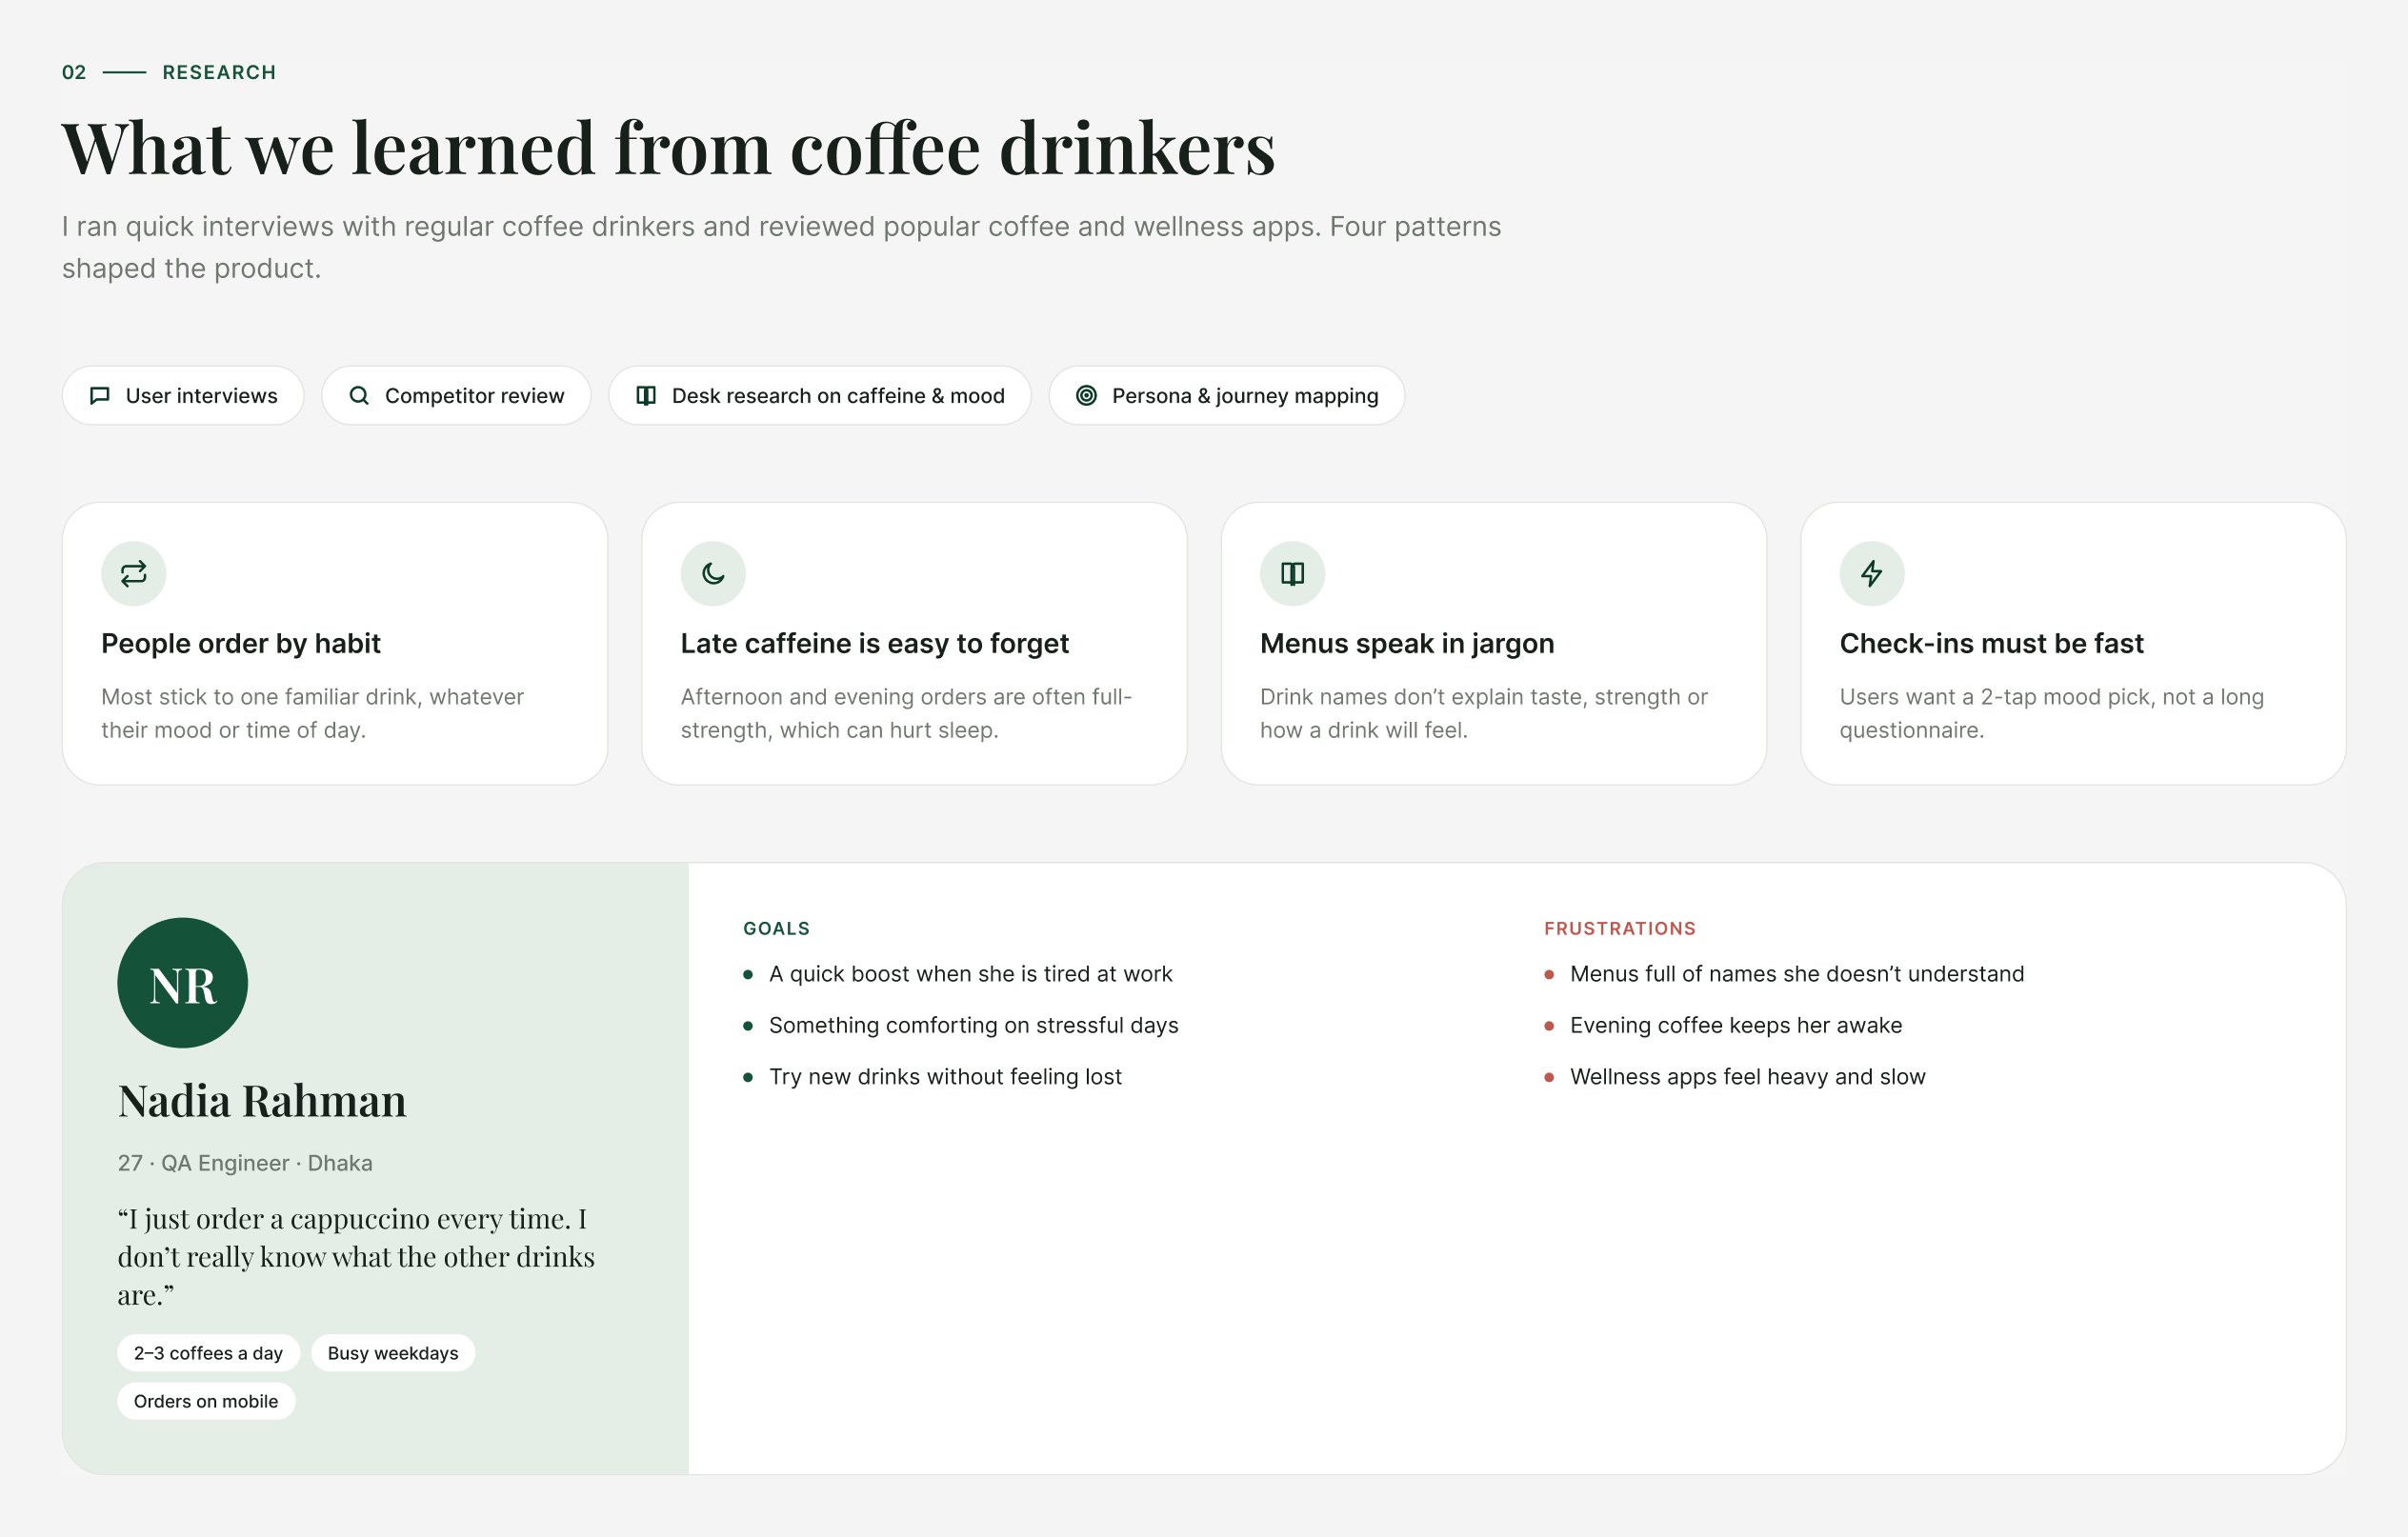 02 — RESEARCH
What we learned from coffee drinkers
I ran quick interviews with regular coffee drinkers and reviewed popular coffee and wellness apps. Four patterns
shaped the product.
User interviews
Competitor review
Desk research on caffeine & mood
Persona & journey mapping
People order by habit
Most stick to one familiar drink, whatever
their mood or time of day.
Late caffeine is easy to forget
Afternoon and evening orders are often full-
strength, which can hurt sleep.
Menus speak in jargon
Drink names don’t explain taste, strength or
how a drink will feel.
Check-ins must be fast
Users want a 2-tap mood pick, not a long
questionnaire.
NR
Nadia Rahman
27 · QA Engineer · Dhaka
“I just order a cappuccino every time. I
don’t really know what the other drinks
are.”
2–3 coffees a day
Busy weekdays
Orders on mobile
GOALS
A quick boost when she is tired at work
Something comforting on stressful days
Try new drinks without feeling lost
FRUSTRATIONS
Menus full of names she doesn’t understand
Evening coffee keeps her awake
Wellness apps feel heavy and slow